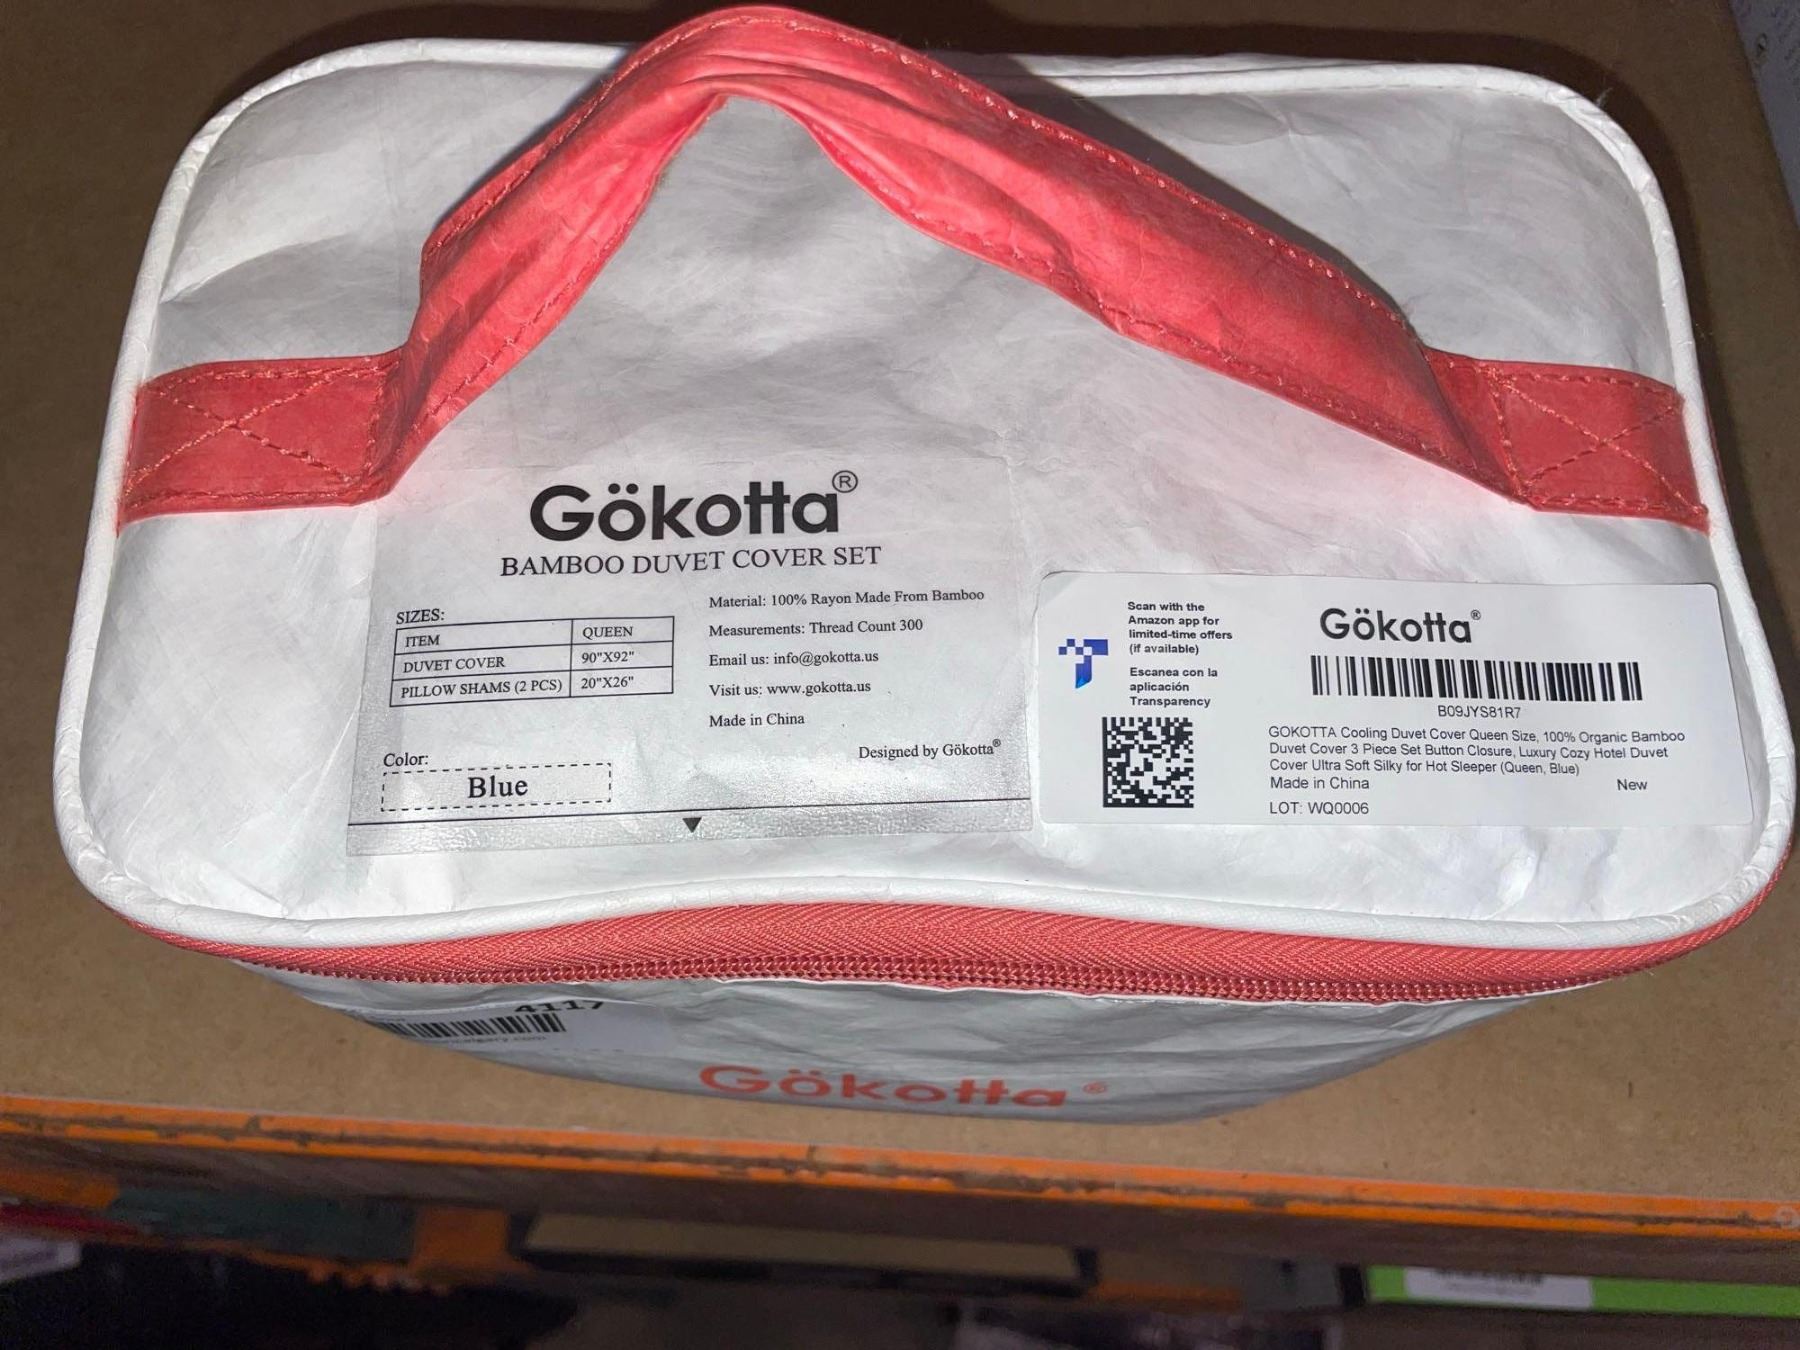 Gökotta®
BAMBOO DUVET COVER SET
SIZES:
ITEM QUEEN
DUVET COVER 90"X92"
PILLOW SHAMS (2 PCS) 20"X26"
Material: 100% Rayon Made From Bamboo
Measurements: Thread Count 300
Email us: info@gokotta.us
Visit us: www.gokotta.us
Made in China
Designed by Gökotta®
Color:
Blue
Scan with the
Amazon app for
limited-time offers
(if available)
Escanea con la
aplicación
Transparency
Gökotta®
B09JYS81R7
GOKOTTA Cooling Duvet Cover Queen Size, 100% Organic Bamboo
Duvet Cover 3 Piece Set Button Closure, Luxury Cozy Hotel Duvet
Cover Ultra Soft Silky for Hot Sleeper (Queen, Blue)
Made in China New
LOT: WQ0006
4117
Gökotta®